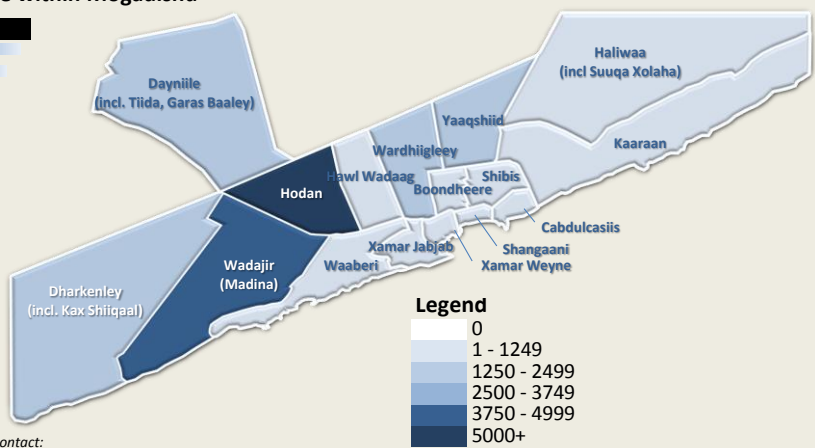 within Mogadishu
Haliwaa
(incl Suuqa Xolaha)
Dayniile
(incl. Tiida, Garas Baaley)
Yaaqshiid
Kaaraan
Wardhiigleey
Hawl Wadaag
Shibis
Boondheere
Hodan
Cabdulcasiis
Xamar Jabjab
Shangaani
Wadajir
(Madina)
Waaberi
Xamar Weyne
Dharkenley
(incl. Kax Shiiqaal)
Legend
0
1 - 1249
1250 - 2499
2500 - 3749
3750 - 4999
5000+
ontact: